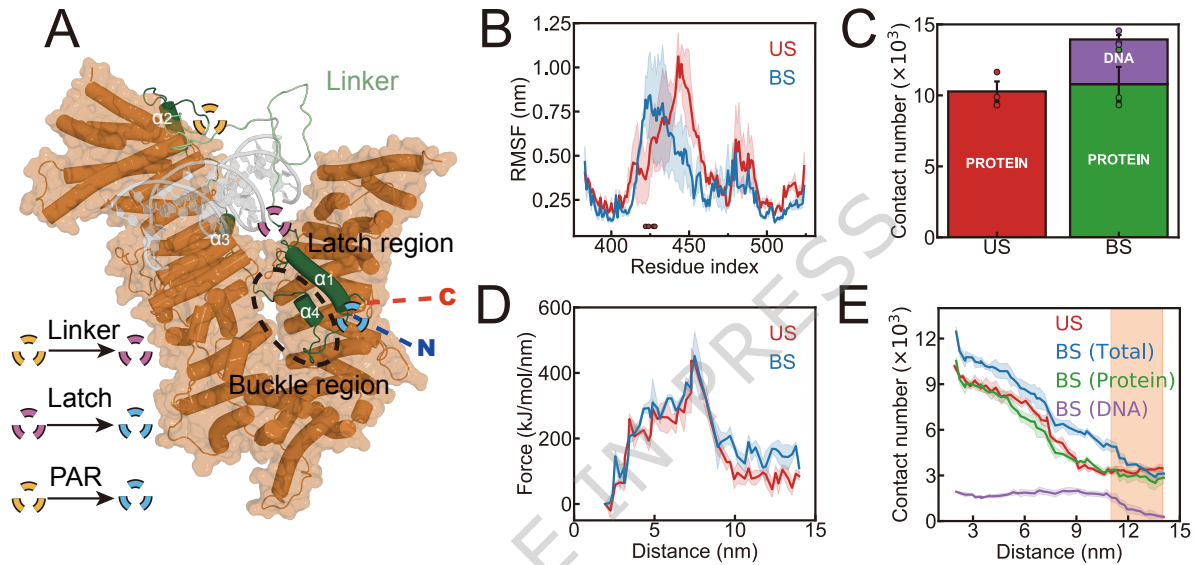 A
Linker
α2
α3
Latch region
α1
α4
C
N
Buckle region
Linker
Latch
PAR
B
US
BS
RMSF (nm)
1.25
1.00
0.75
0.50
0.25
400
450
500
Residue index
C
Contact number (×10³)
15
10
5
0
DNA
PROTEIN
PROTEIN
US
BS
D
US
BS
Force (kJ/mol/nm)
600
400
200
0
5
10
15
Distance (nm)
E
US
BS (Total)
BS (Protein)
BS (DNA)
Contact number (×10³)
12
9
6
3
0
3
6
9
12
15
Distance (nm)
E IN PRESS